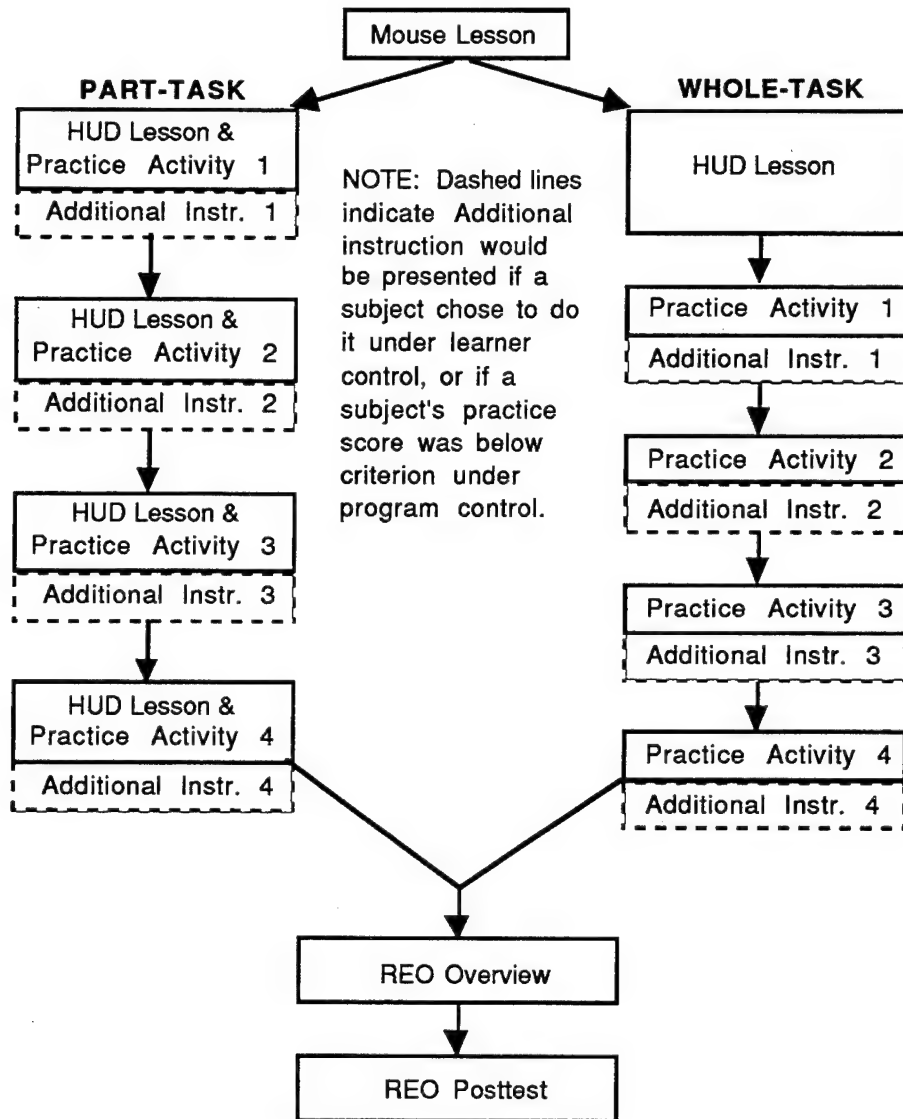 Mouse Lesson
PART-TASK
HUD Lesson &
Practice Activity 1
Additional Instr. 1
HUD Lesson &
Practice Activity 2
Additional Instr. 2
HUD Lesson &
Practice Activity 3
Additional Instr. 3
HUD Lesson &
Practice Activity 4
Additional Instr. 4
NOTE: Dashed lines
indicate Additional
instruction would
be presented if a
subject chose to do
it under learner
control, or if a
subject's practice
score was below
criterion under
program control.
WHOLE-TASK
HUD Lesson
Practice Activity 1
Additional Instr. 1
Practice Activity 2
Additional Instr. 2
Practice Activity 3
Additional Instr. 3
Practice Activity 4
Additional Instr. 4
REO Overview
REO Posttest